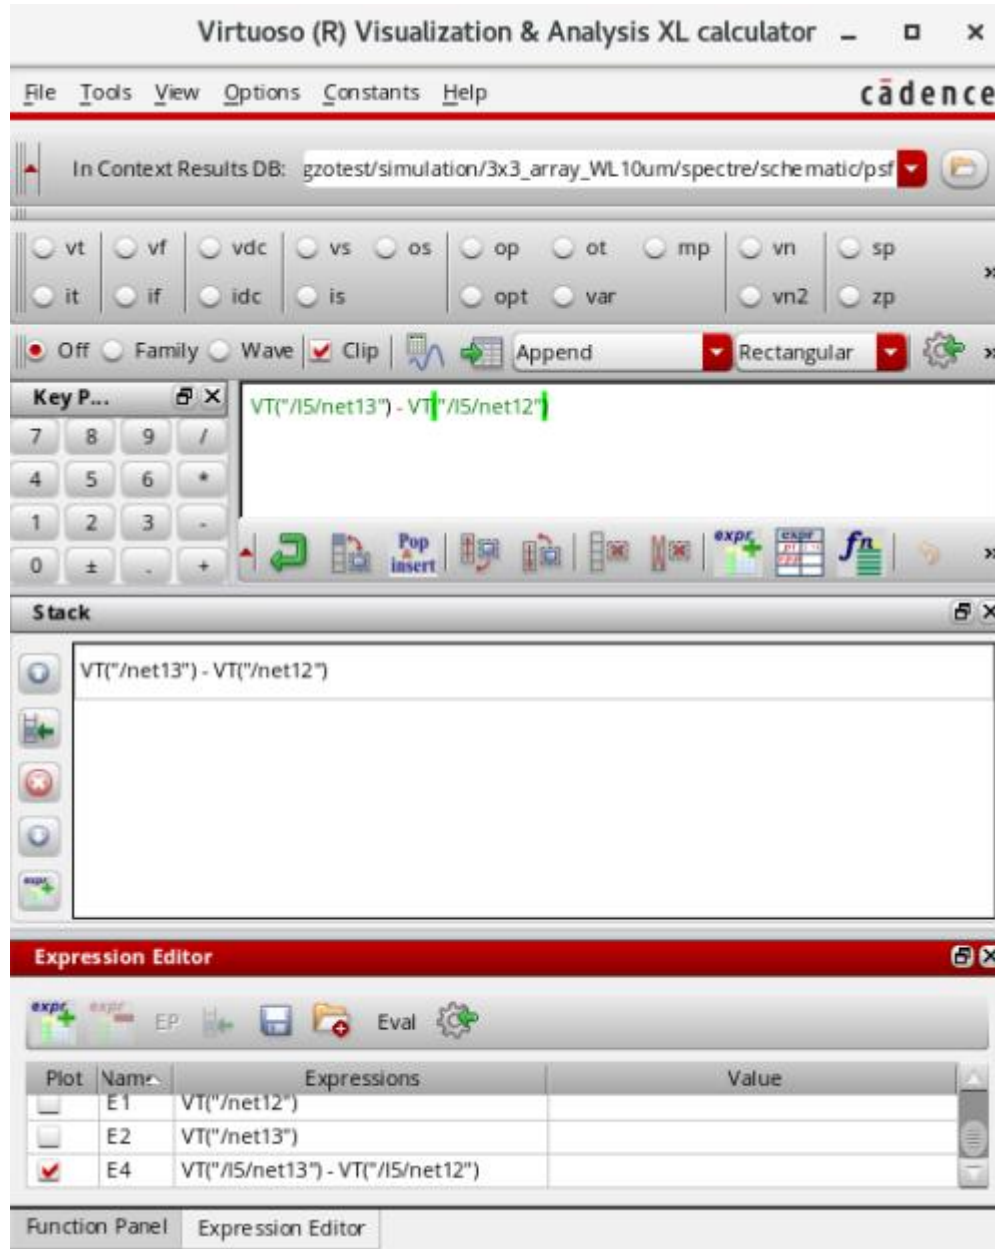 Virtuoso (R) Visualization & Analysis XL calculator
File Tools View Options Constants Help cādence
In Context Results DB: gzotest/simulation/3x3_array_WL10um/spectre/schematic/psf
vt vf vdc vs os op ot mp vn sp
it if idc is opt var vn2 zp
Off Family Wave Clip Append Rectangular
Key P...
VT("/I5/net13") - VT("/I5/net12")
7 8 9 /
4 5 6 *
1 2 3 -
0 ± . +
Pop insert expr expr fn
Stack
VT("/net13") - VT("/net12")
expr
Expression Editor
expr expr EP Eval
Plot Name Expressions Value
E1 VT("/net12")
E2 VT("/net13")
E4 VT("/I5/net13") - VT("/I5/net12")
Function Panel Expression Editor